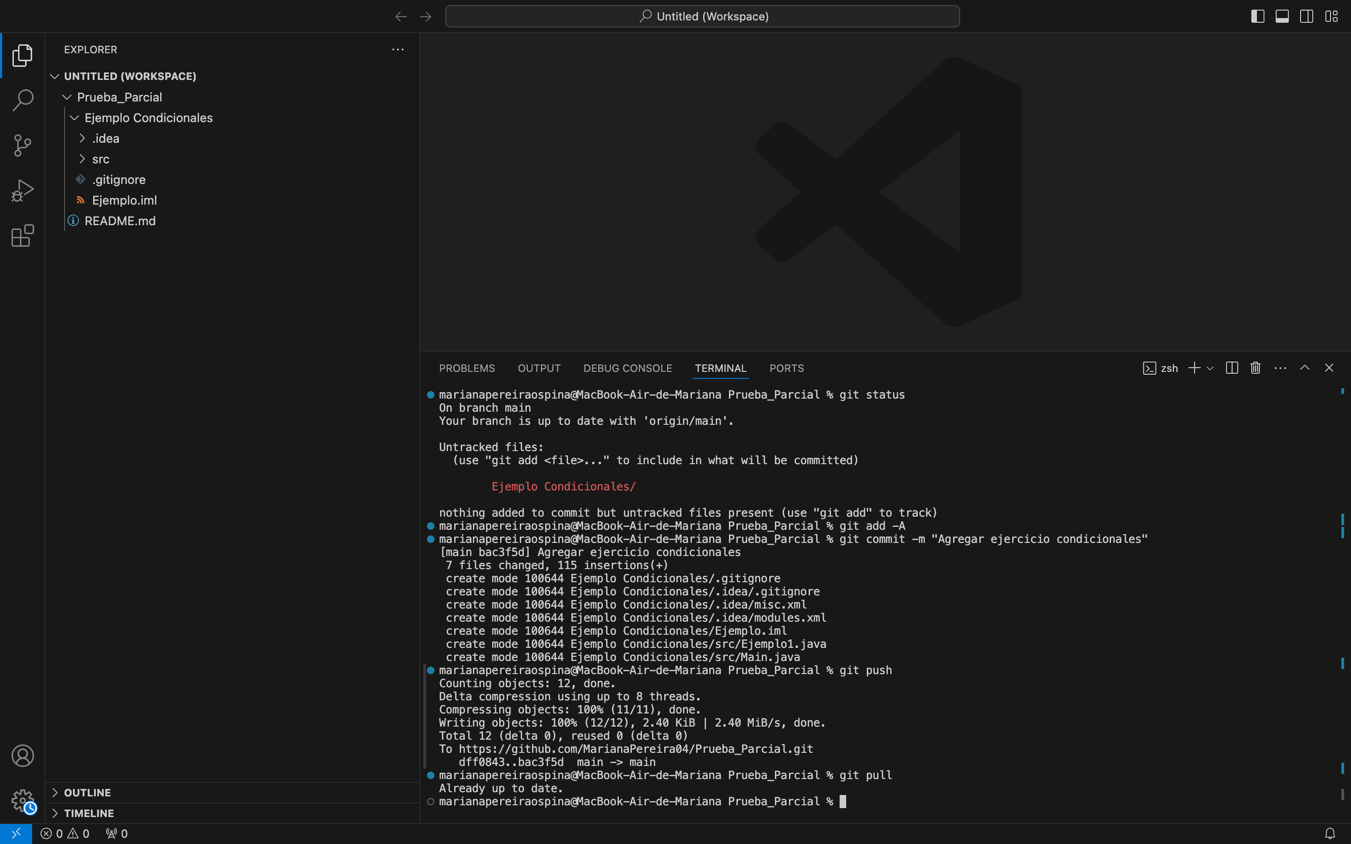 Untitled (Workspace)
EXPLORER
UNTITLED (WORKSPACE)
Prueba_Parcial
Ejemplo Condicionales
.idea
src
.gitignore
Ejemplo.iml
README.md
OUTLINE
TIMELINE
PROBLEMS OUTPUT DEBUG CONSOLE TERMINAL PORTS
zsh
marianapereiraospina@MacBook-Air-de-Mariana Prueba_Parcial % git status
On branch main
Your branch is up to date with 'origin/main'.
Untracked files:
(use "git add <file>..." to include in what will be committed)
Ejemplo Condicionales/
nothing added to commit but untracked files present (use "git add" to track)
marianapereiraospina@MacBook-Air-de-Mariana Prueba_Parcial % git add -A
marianapereiraospina@MacBook-Air-de-Mariana Prueba_Parcial % git commit -m "Agregar ejercicio condicionales"
[main bac3f5d] Agregar ejercicio condicionales
7 files changed, 115 insertions(+)
create mode 100644 Ejemplo Condicionales/.gitignore
create mode 100644 Ejemplo Condicionales/.idea/.gitignore
create mode 100644 Ejemplo Condicionales/.idea/misc.xml
create mode 100644 Ejemplo Condicionales/.idea/modules.xml
create mode 100644 Ejemplo Condicionales/Ejemplo.iml
create mode 100644 Ejemplo Condicionales/src/Ejemplo1.java
create mode 100644 Ejemplo Condicionales/src/Main.java
marianapereiraospina@MacBook-Air-de-Mariana Prueba_Parcial % git push
Counting objects: 12, done.
Delta compression using up to 8 threads.
Compressing objects: 100% (11/11), done.
Writing objects: 100% (12/12), 2.40 KiB | 2.40 MiB/s, done.
Total 12 (delta 0), reused 0 (delta 0)
To https://github.com/MarianaPereira04/Prueba_Parcial.git
dff0843..bac3f5d main -> main
marianapereiraospina@MacBook-Air-de-Mariana Prueba_Parcial % git pull
Already up to date.
marianapereiraospina@MacBook-Air-de-Mariana Prueba_Parcial %
0 0 0